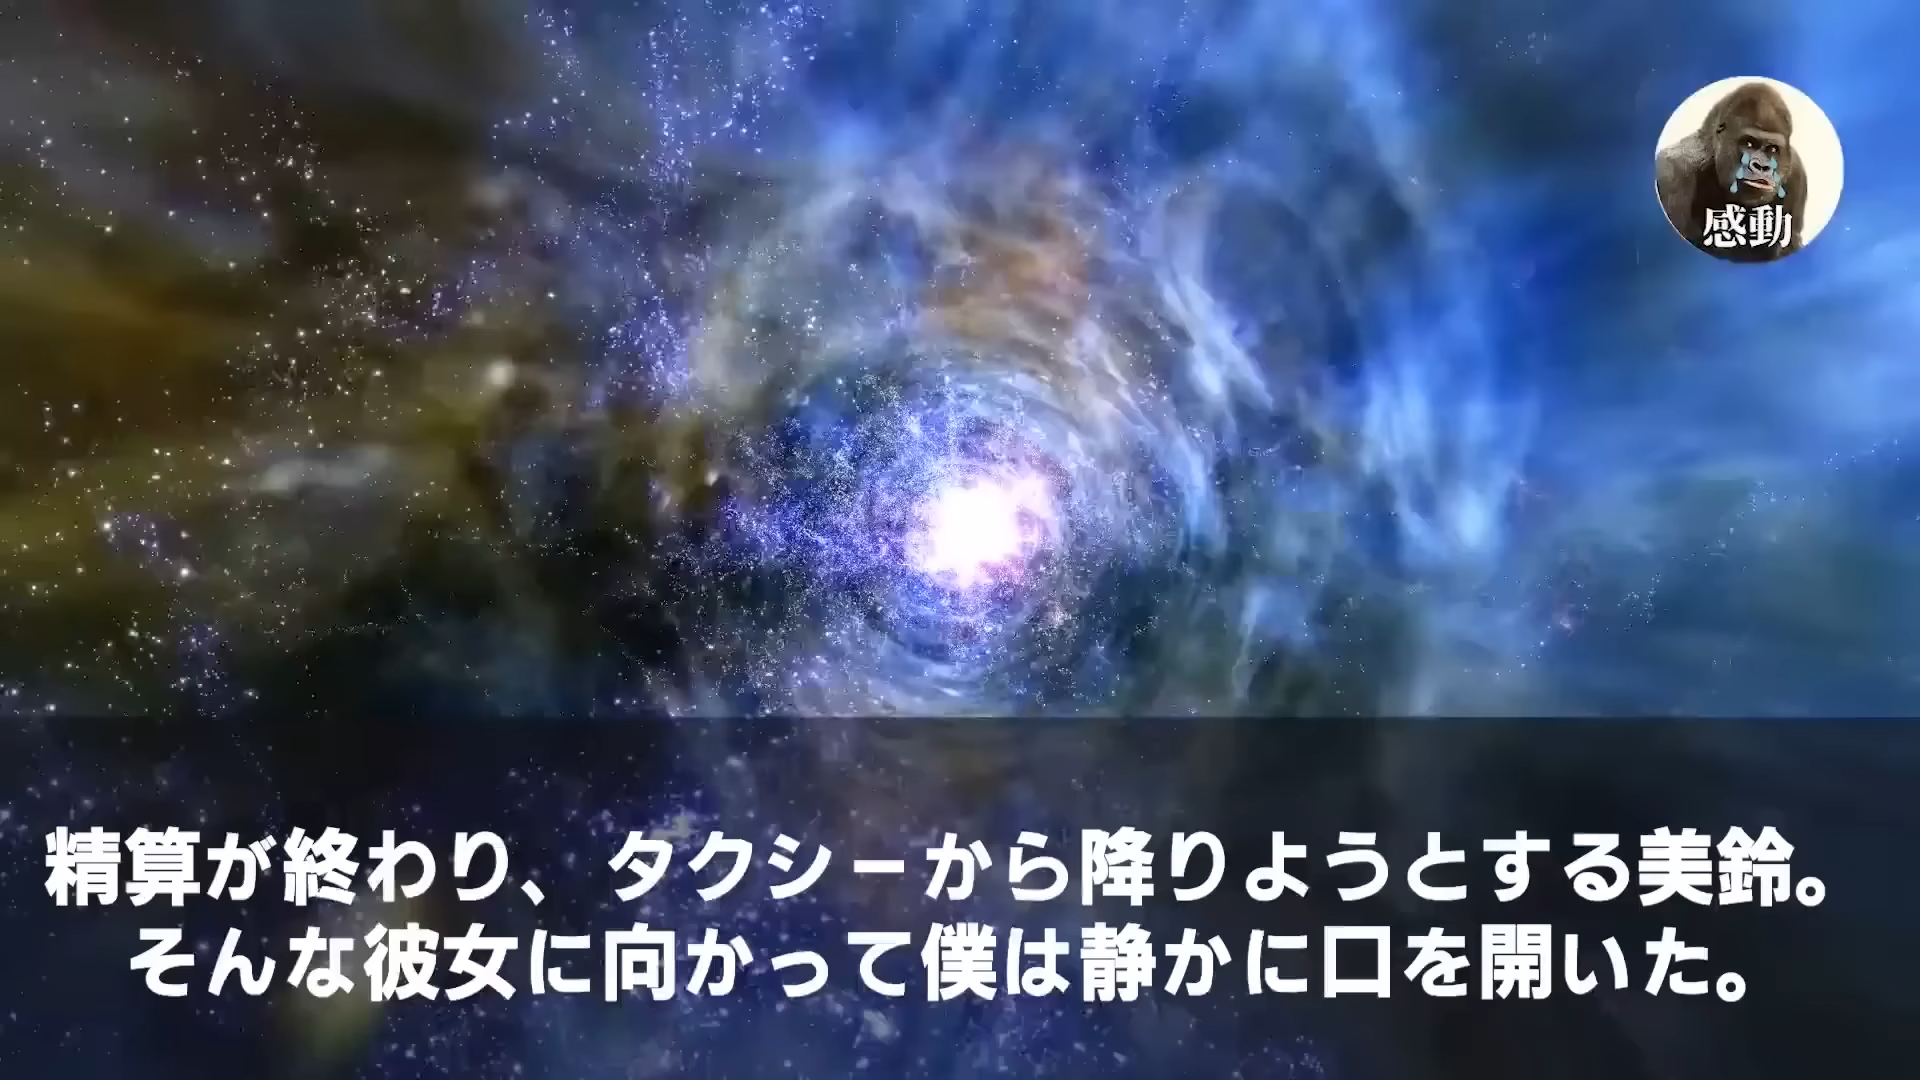 感動
精算が終わり、タクシーから降りようとする美鈴。
そんな彼女に向かって僕は静かに口を開いた。